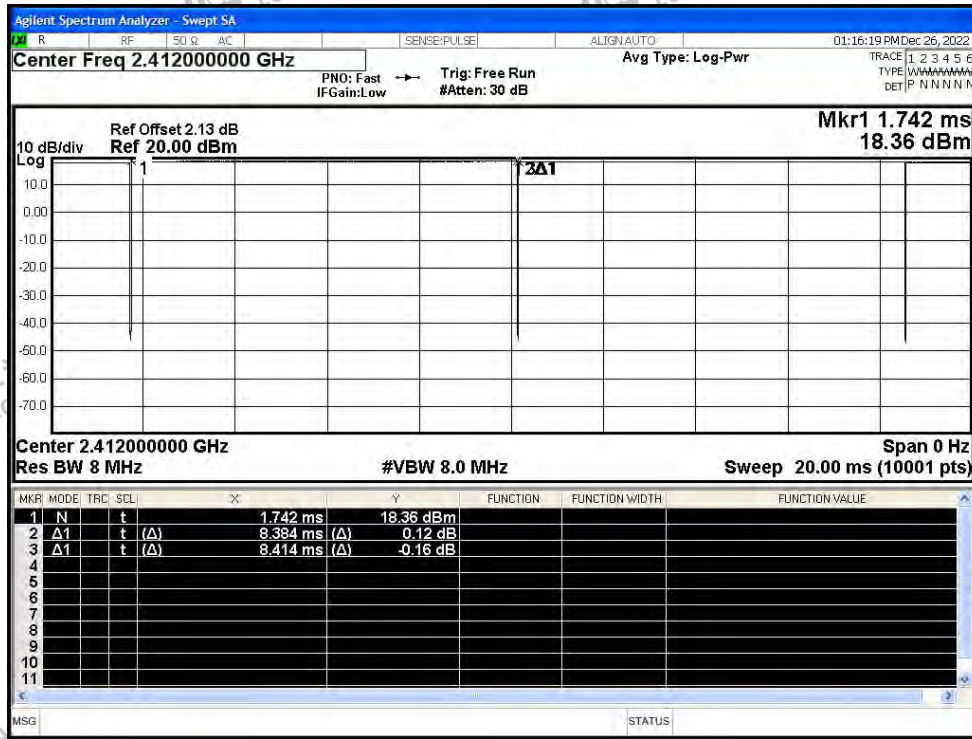 Agilent Spectrum Analyzer - Swept SA
LXI R RF 50 Ω AC SENSE:PULSE ALIGN AUTO 01:16:19 PM Dec 26, 2022
Center Freq 2.412000000 GHz Avg Type: Log-Pwr TRACE 1 2 3 4 5 6
PNO: Fast Trig: Free Run TYPE
IFGain:Low #Atten: 30 dB DET P N N N N N
Mkr1 1.742 ms
18.36 dBm
Ref Offset 2.13 dB
10 dB/div Ref 20.00 dBm
Log
1 3Δ1
10.0
0.00
-10.0
-20.0
-30.0
-40.0
-50.0
-60.0
-70.0
Center 2.412000000 GHz Span 0 Hz
Res BW 8 MHz #VBW 8.0 MHz Sweep 20.00 ms (10001 pts)
MKR MODE TRC SCL X Y FUNCTION FUNCTION WIDTH FUNCTION VALUE
1 N t 1.742 ms 18.36 dBm
2 Δ1 t (Δ) 8.384 ms (Δ) 0.12 dB
3 Δ1 t (Δ) 8.414 ms (Δ) -0.16 dB
4
5
6
7
8
9
10
11
MSG STATUS